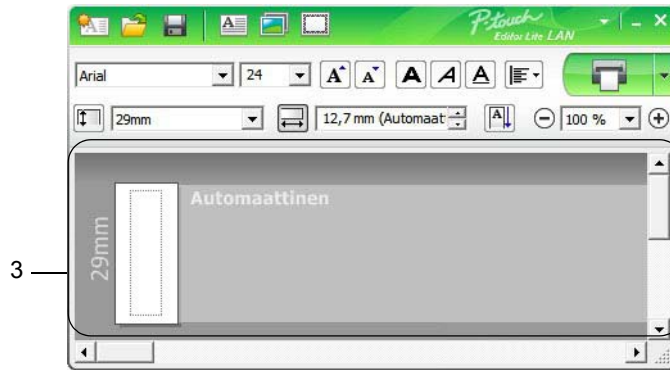 P-touch
Editor Lite LAN
Arial 24 A A A A A
29mm 12,7 mm (Automaat A 100 %
Automaattinen
29mm
3